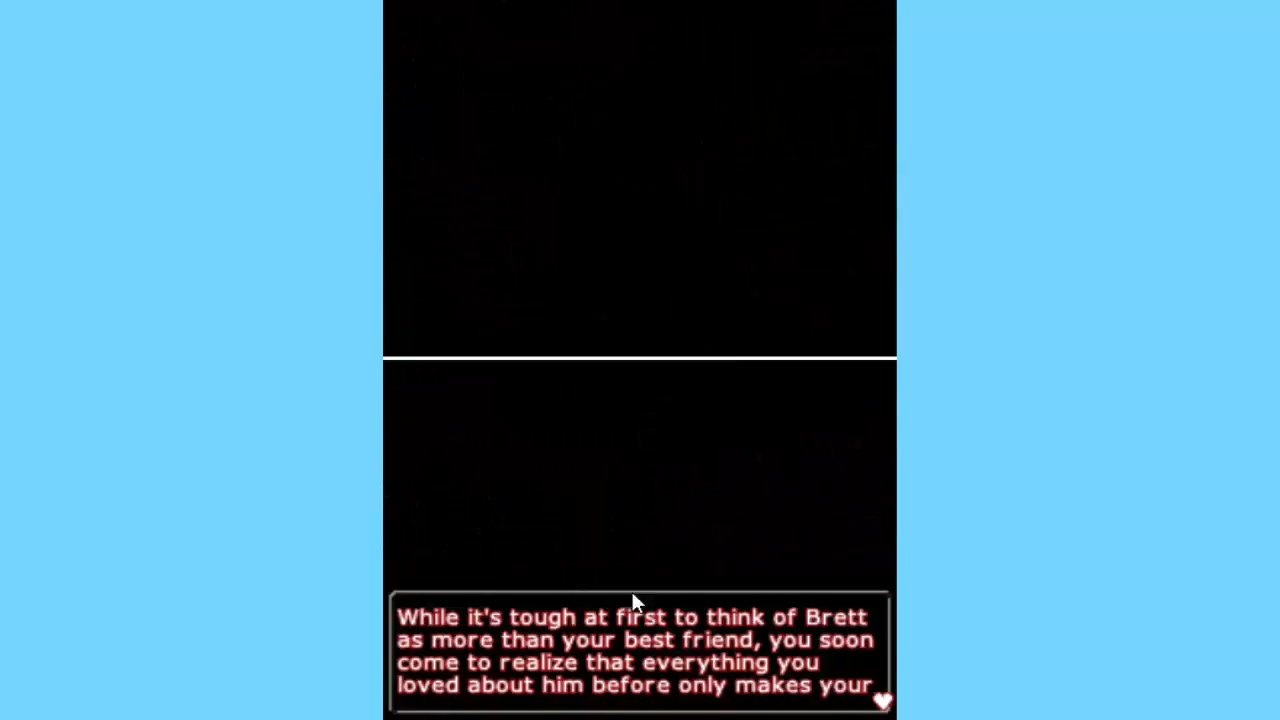 While it's tough at first to think of Brett
as more than your best friend, you soon
come to realize that everything you
loved about him before only makes your